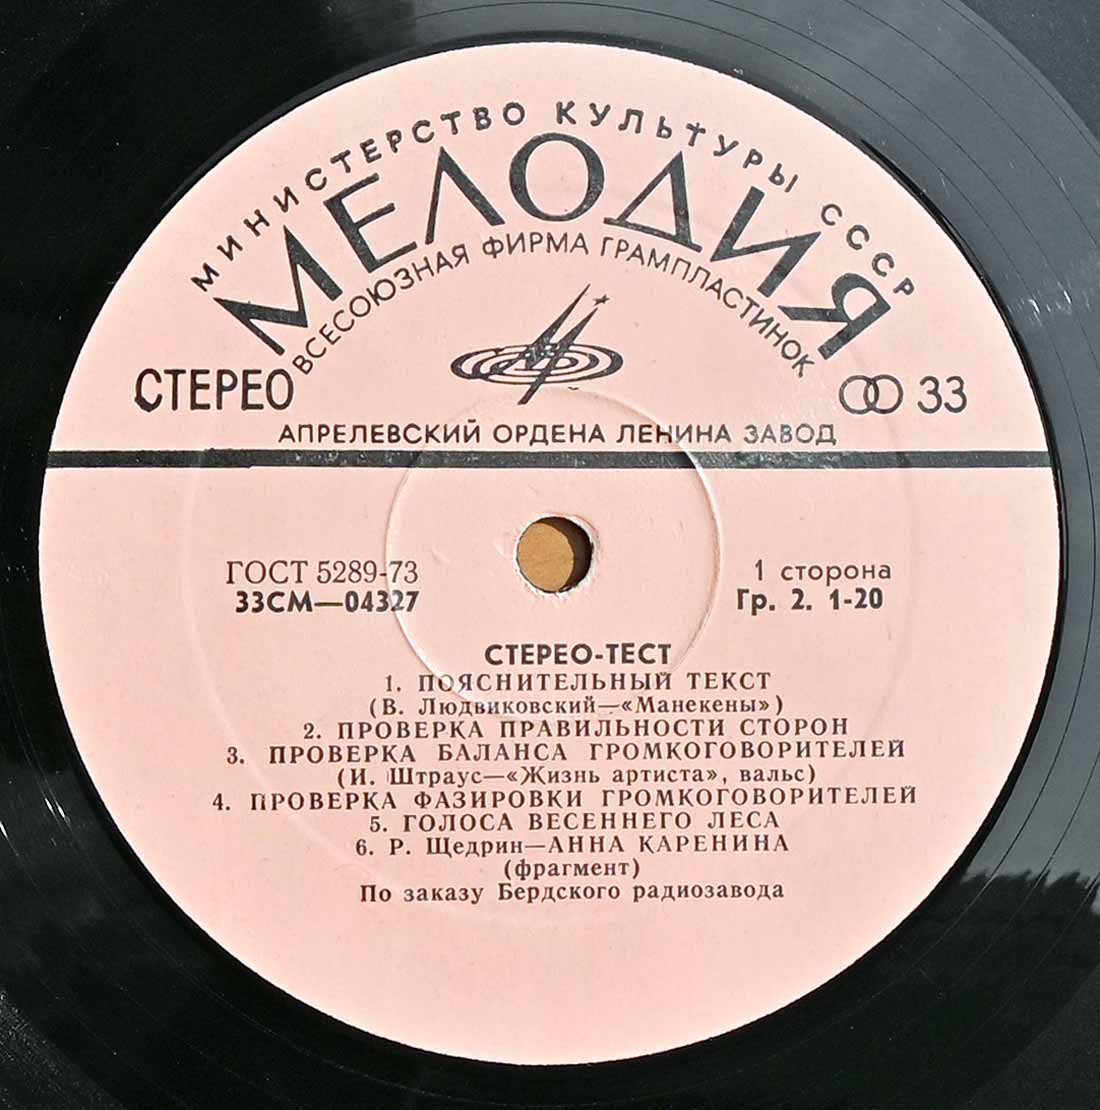 МИНИСТЕРСТВО КУЛЬТУРЫ СССР
МЕЛОДИЯ
ВСЕСОЮЗНАЯ ФИРМА ГРАМПЛАСТИНОК
СТЕРЕО
33
АПРЕЛЕВСКИЙ ОРДЕНА ЛЕНИНА ЗАВОД
ГОСТ 5289-73
33СМ—04327
1 сторона
Гр. 2. 1-20
СТЕРЕО-ТЕСТ
1. ПОЯСНИТЕЛЬНЫЙ ТЕКСТ
(В. Людвиковский—«Манекены»)
2. ПРОВЕРКА ПРАВИЛЬНОСТИ СТОРОН
3. ПРОВЕРКА БАЛАНСА ГРОМКОГОВОРИТЕЛЕЙ
(И. Штраус—«Жизнь артиста», вальс)
4. ПРОВЕРКА ФАЗИРОВКИ ГРОМКОГОВОРИТЕЛЕЙ
5. ГОЛОСА ВЕСЕННЕГО ЛЕСА
6. Р. Щедрин—АННА КАРЕНИНА
(фрагмент)
По заказу Бердского радиозавода